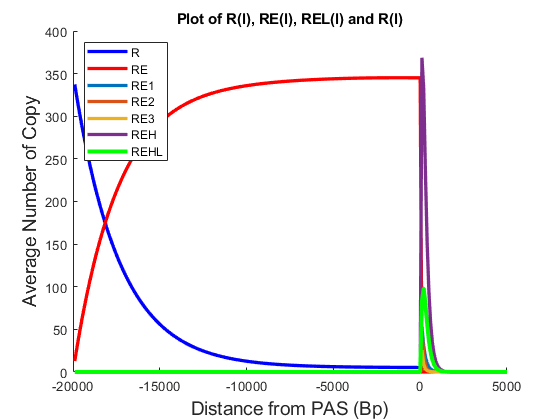 Plot of R(l), RE(l), REL(l) and R(l)
400
350
300
250
200
150
100
50
0
Average Number of Copy
R
RE
RE1
RE2
RE3
REH
REHL
-20000 -15000 -10000 -5000 0 5000
Distance from PAS (Bp)